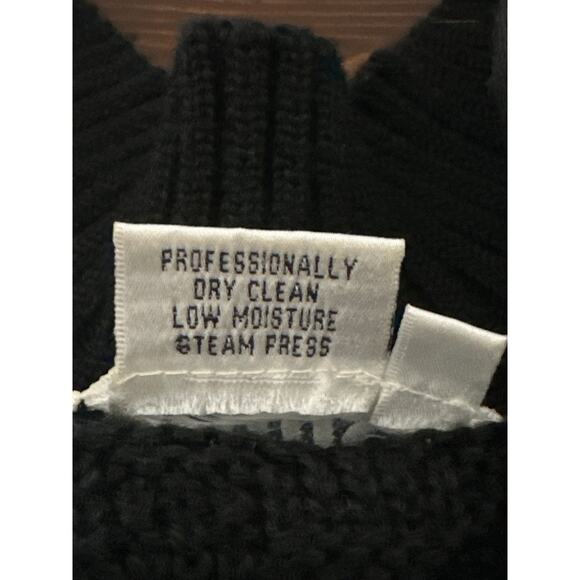 PROFESSIONALLY
DRY CLEAN
LOW MOISTURE
STEAM PRESS